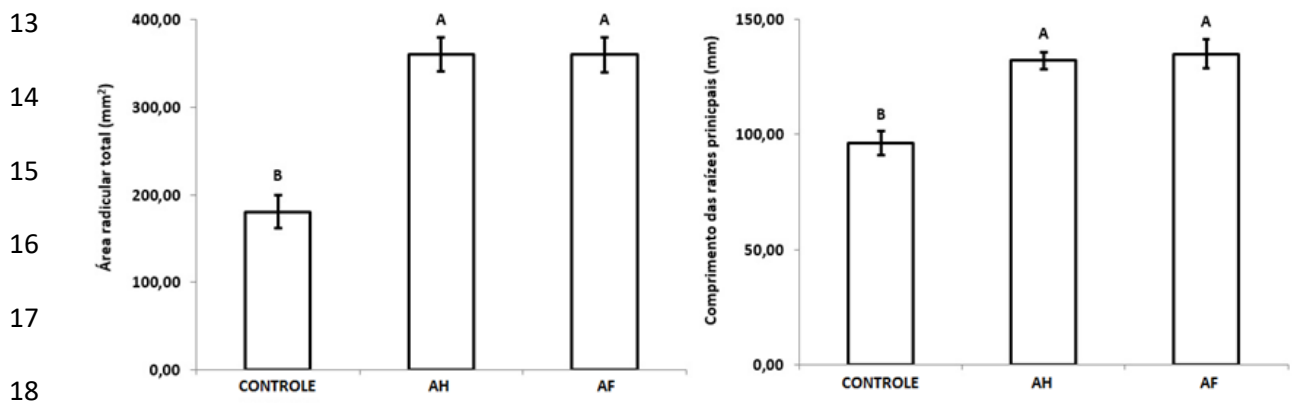 13
14
15
16
17
18
Área radicular total (mm²)
400,00
300,00
200,00
100,00
0,00
B
A
A
CONTROLE AH AF
Comprimento das raízes prinicpais (mm)
150,00
100,00
50,00
0,00
B
A
A
CONTROLE AH AF